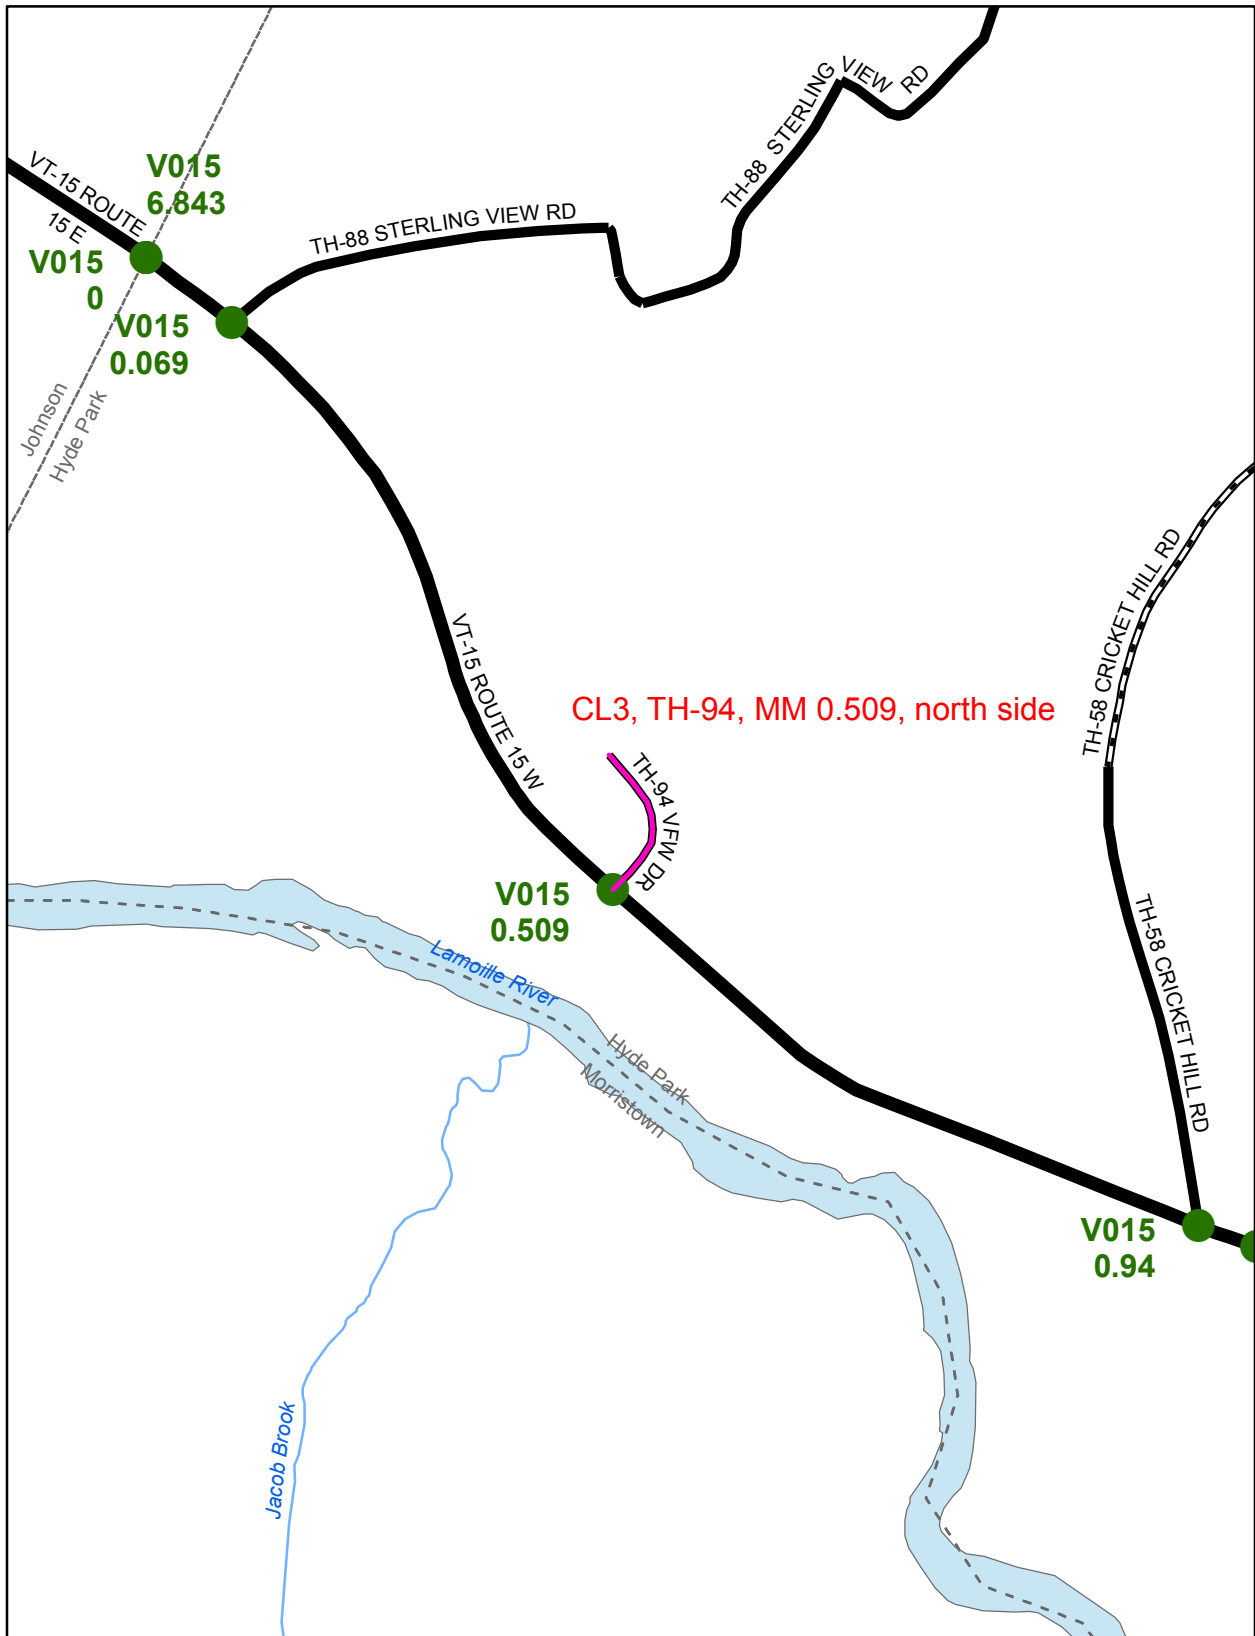 TH-88 STERLING VIEW RD
VT-15 ROUTE
15 E
V015
6.843
TH-88 STERLING VIEW RD
V015
0
V015
0.069
Johnson
Hyde Park
TH-58 CRICKET HILL RD
VT-15 ROUTE 15 W
CL3, TH-94, MM 0.509, north side
TH-94 VFW DR
V015
0.509
TH-58 CRICKET HILL RD
Lamoille River
Hyde Park
Morristown
V015
0.94
Jacob Brook